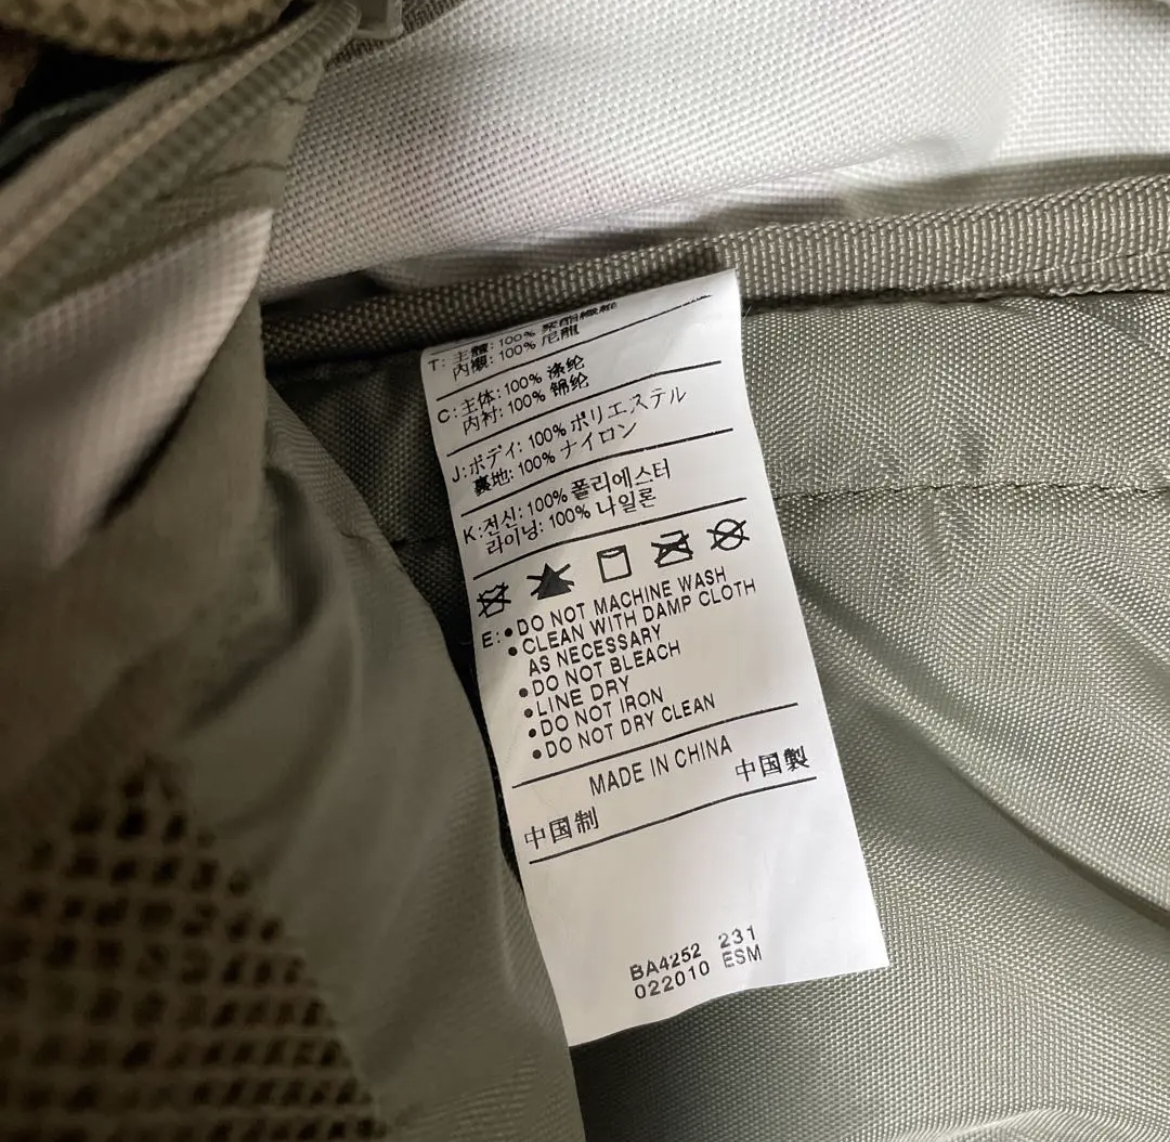 T: 主體: 100% 聚酯纖維
內襯: 100% 尼龍
C: 主体: 100% 涤纶
内衬: 100% 锦纶
J: ボディ: 100% ポリエステル
裏地: 100% ナイロン
K: 전신: 100% 폴리에스터
라이닝: 100% 나일론
E: • DO NOT MACHINE WASH
• CLEAN WITH DAMP CLOTH
AS NECESSARY
• DO NOT BLEACH
• LINE DRY
• DO NOT IRON
• DO NOT DRY CLEAN
MADE IN CHINA
中国製
中国制
BA4252 231
022010 ESM